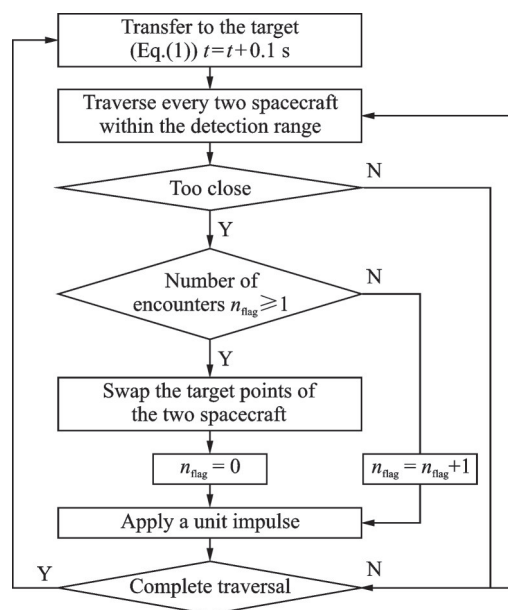 Transfer to the target
(Eq.(1)) t=t+0.1 s
Traverse every two spacecraft
within the detection range
Too close
N
Y
Number of
encounters n_flag⩾1
N
Y
Swap the target points of
the two spacecraft
n_flag = 0
n_flag = n_flag+1
Apply a unit impulse
Y
Complete traversal
N